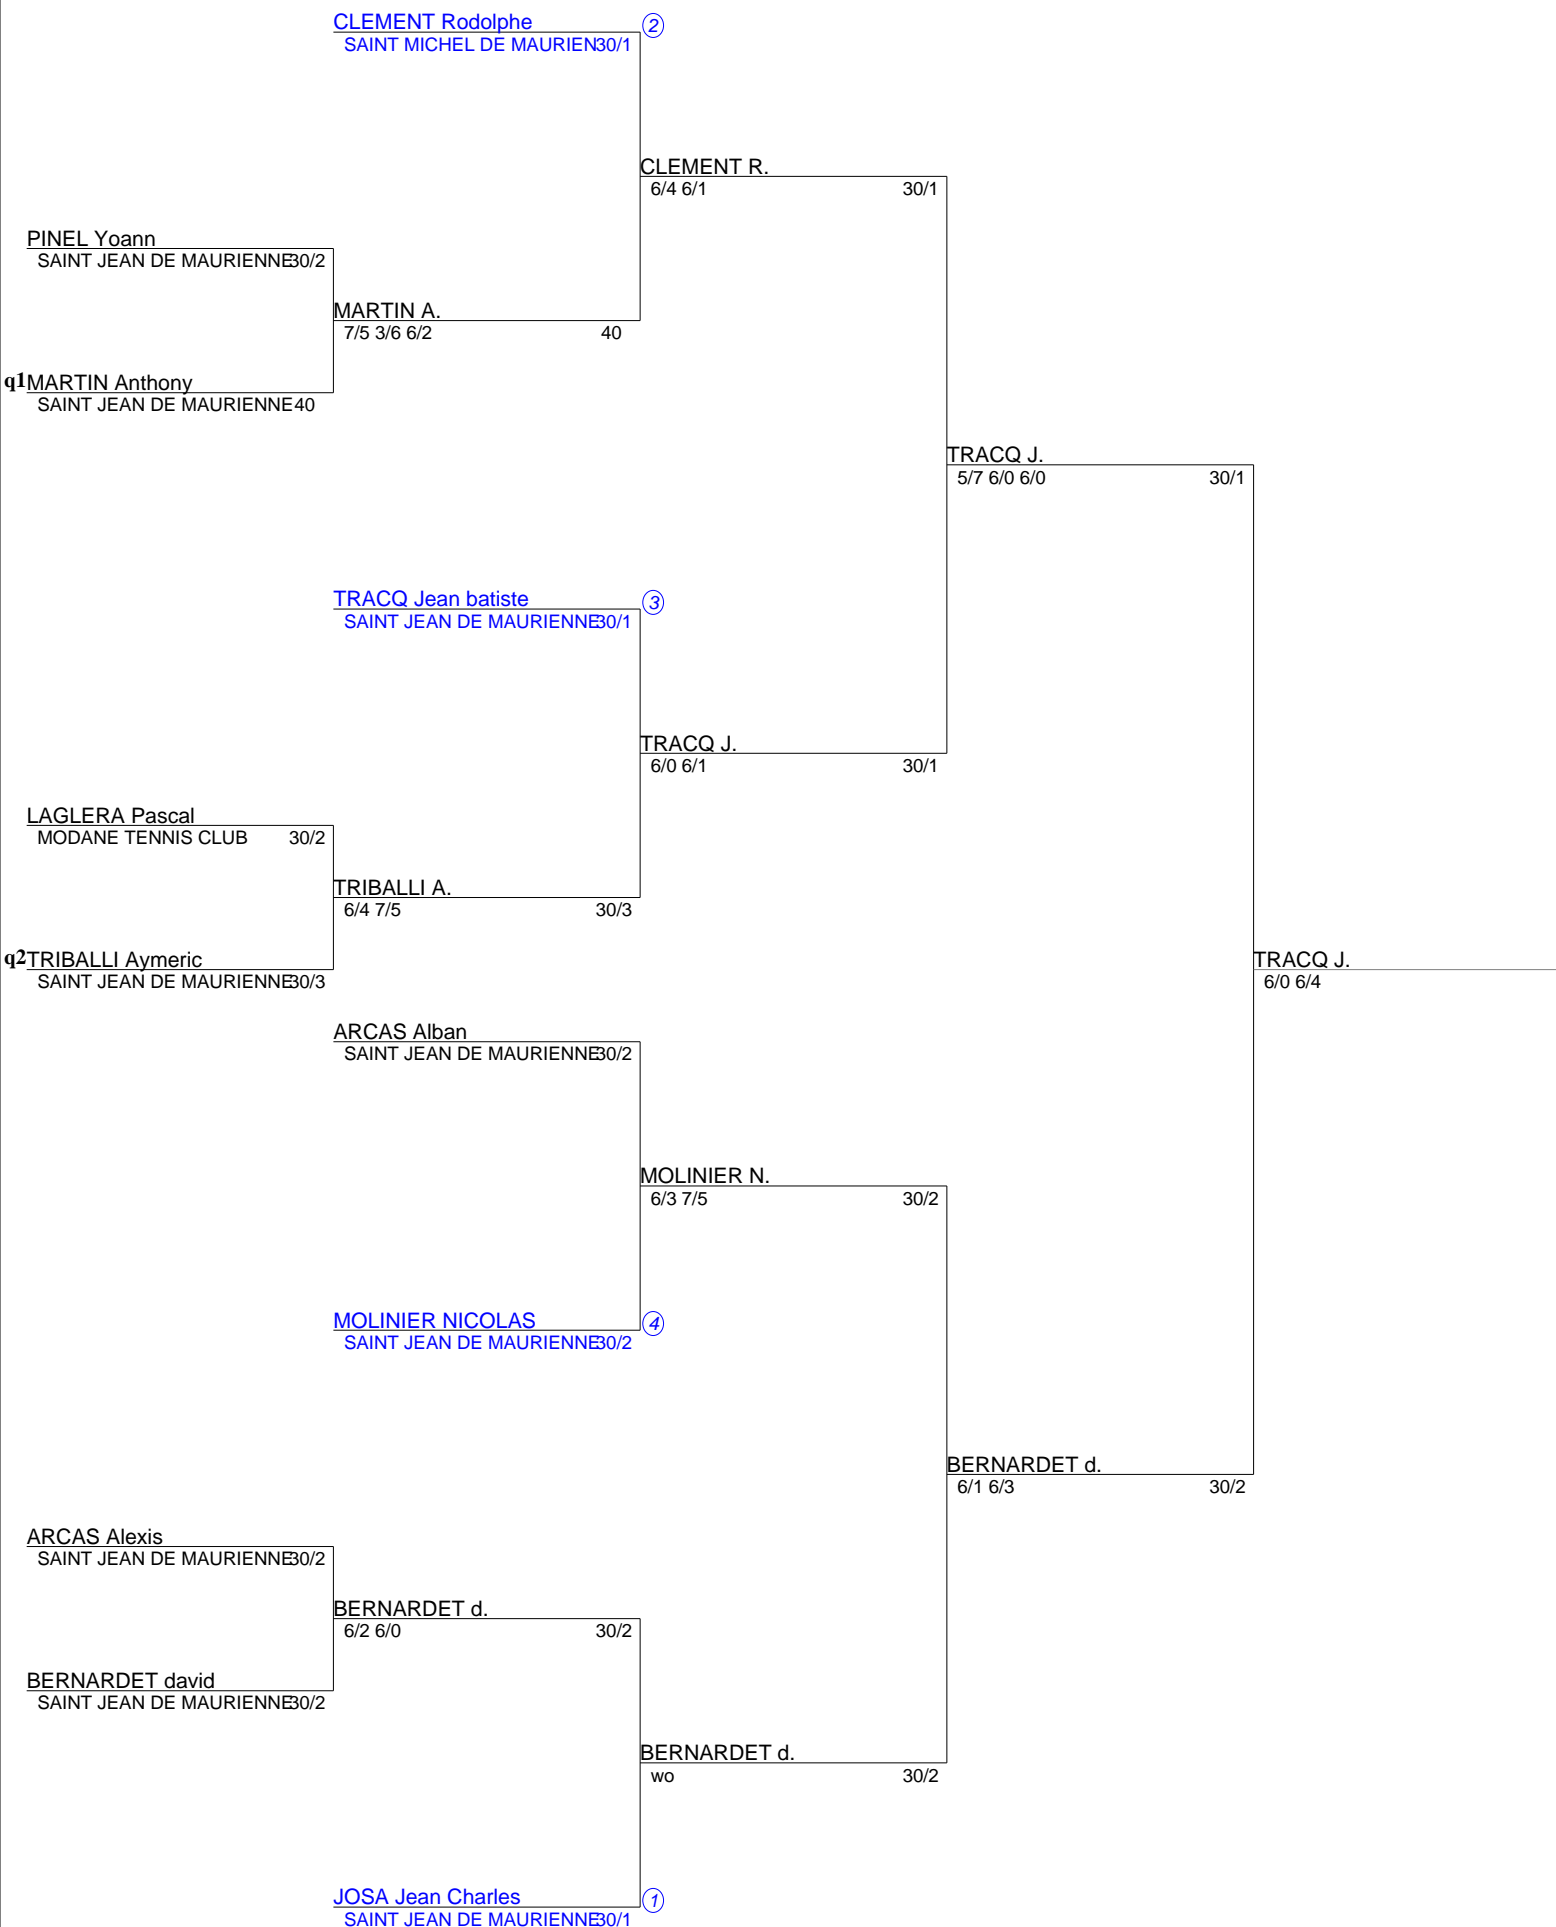 CLEMENT Rodolphe 2
SAINT MICHEL DE MAURIEN30/1
CLEMENT R.
6/4 6/1 30/1
PINEL Yoann
SAINT JEAN DE MAURIENNE30/2
MARTIN A.
7/5 3/6 6/2 40
q1 MARTIN Anthony
SAINT JEAN DE MAURIENNE40
TRACQ J.
5/7 6/0 6/0 30/1
TRACQ Jean batiste 3
SAINT JEAN DE MAURIENNE30/1
TRACQ J.
6/0 6/1 30/1
LAGLERA Pascal
MODANE TENNIS CLUB 30/2
TRIBALLI A.
6/4 7/5 30/3
q2 TRIBALLI Aymeric
SAINT JEAN DE MAURIENNE30/3
TRACQ J.
6/0 6/4
ARCAS Alban
SAINT JEAN DE MAURIENNE30/2
MOLINIER N.
6/3 7/5 30/2
MOLINIER NICOLAS 4
SAINT JEAN DE MAURIENNE30/2
BERNARDET d.
6/1 6/3 30/2
ARCAS Alexis
SAINT JEAN DE MAURIENNE30/2
BERNARDET d.
6/2 6/0 30/2
BERNARDET david
SAINT JEAN DE MAURIENNE30/2
BERNARDET d.
wo 30/2
JOSA Jean Charles 1
SAINT JEAN DE MAURIENNE30/1